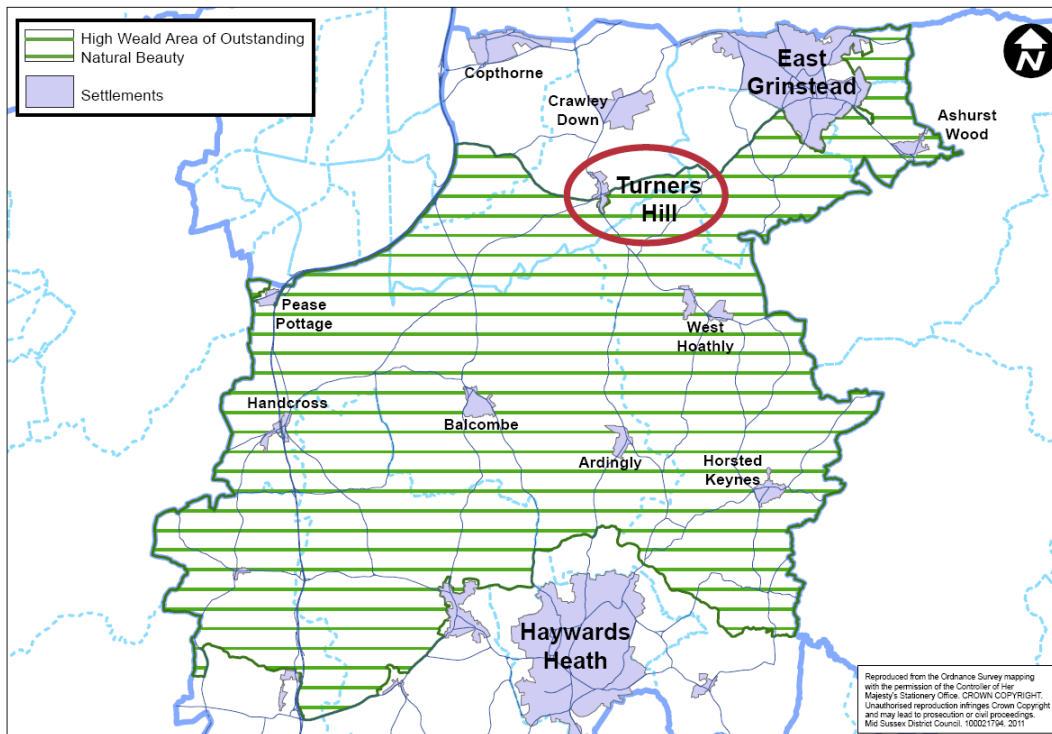 High Weald Area of Outstanding
Natural Beauty
Settlements
N
Copthorne
East
Grinstead
Crawley
Down
Ashurst
Wood
Turners
Hill
Pease
Pottage
West
Hoathly
Handcross
Balcombe
Ardingly
Horsted
Keynes
Haywards
Heath
Reproduced from the Ordnance Survey mapping
with the permission of the Controller of Her
Majesty's Stationery Office. CROWN COPYRIGHT.
Unauthorised reproduction infringes Crown Copyright
and may lead to prosecution or civil proceedings.
Mid Sussex District Council. 100021794. 2011